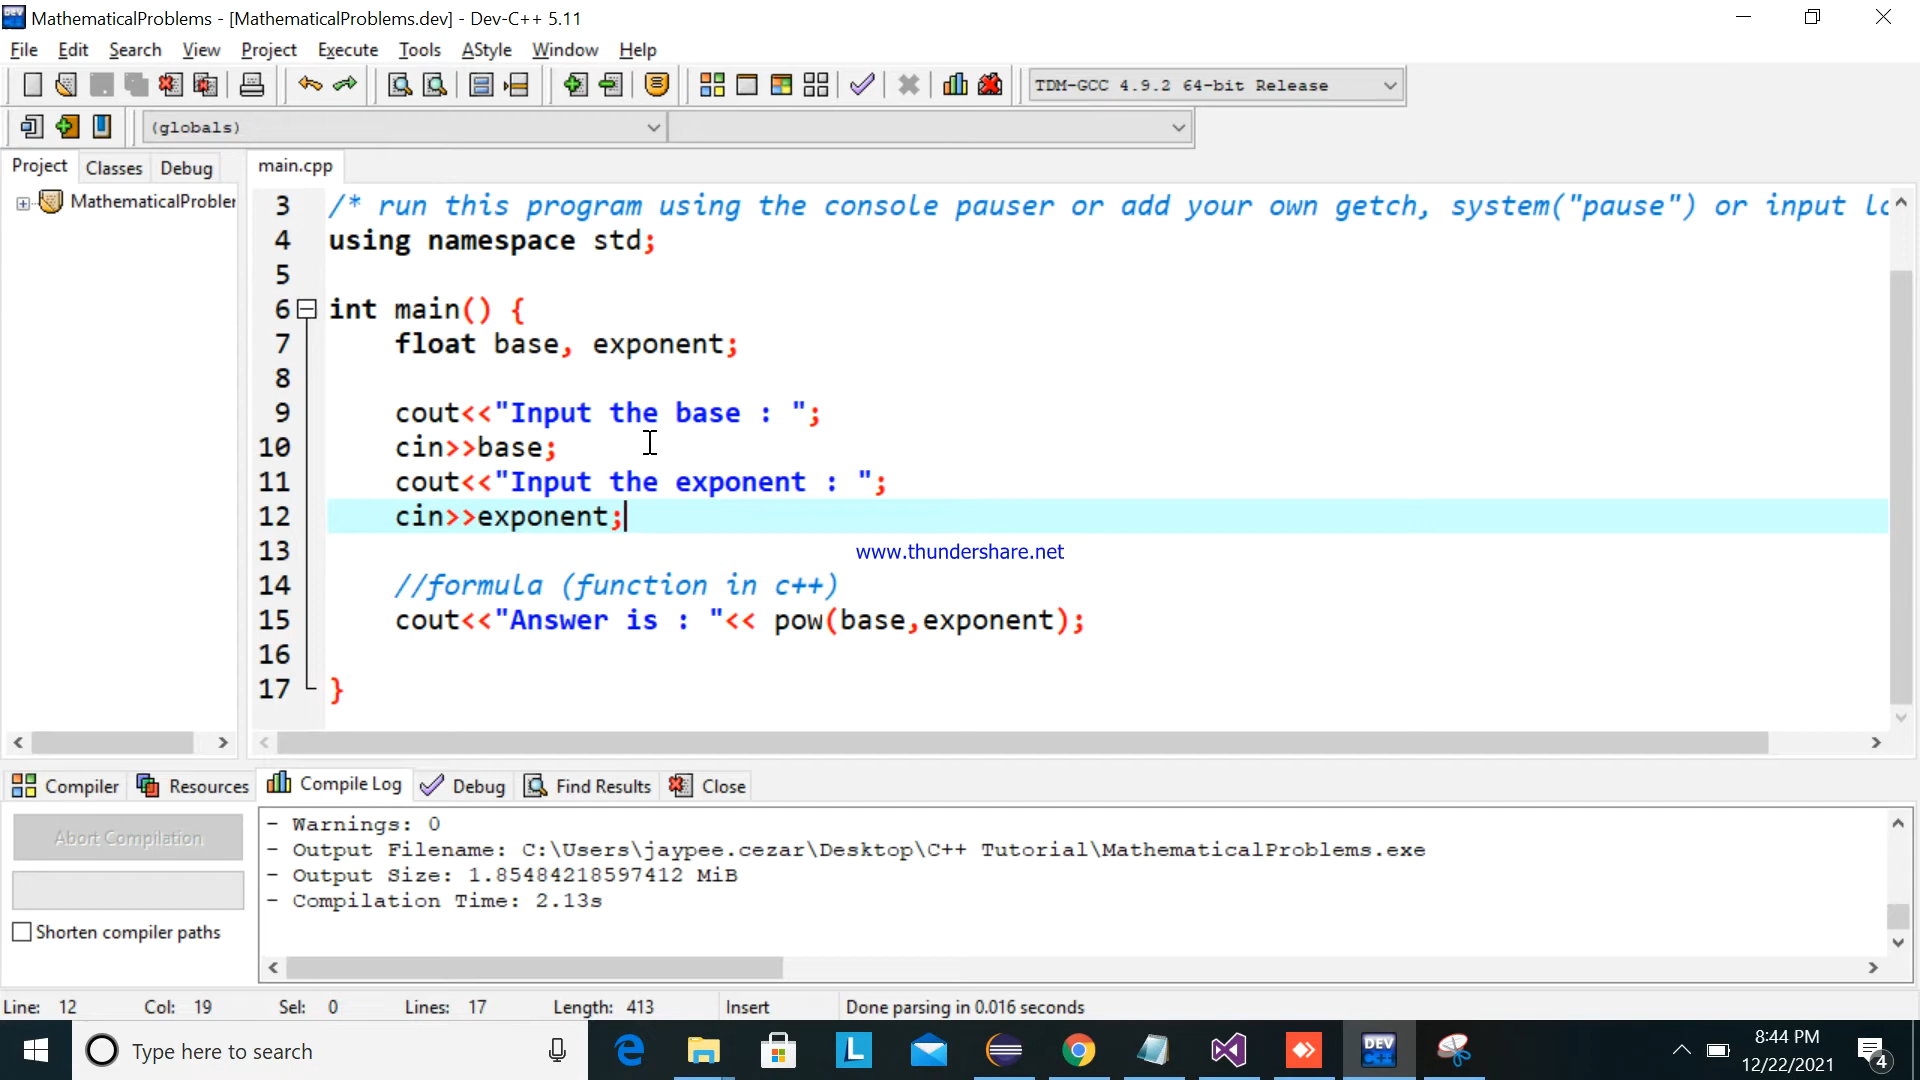 MathematicalProblems - [MathematicalProblems.dev] - Dev-C++ 5.11
File Edit Search View Project Execute Tools AStyle Window Help
TDM-GCC 4.9.2 64-bit Release
(globals)
Project Classes Debug
main.cpp
MathematicalProbler
3 /* run this program using the console pauser or add your own getch, system("pause") or input lo
4 using namespace std;
5
6 int main() {
7 float base, exponent;
8
9 cout<<"Input the base : ";
10 cin>>base;
11 cout<<"Input the exponent : ";
12 cin>>exponent;
13
www.thundershare.net
14 //formula (function in c++)
15 cout<<"Answer is : "<< pow(base,exponent);
16
17 }
Compiler Resources Compile Log Debug Find Results Close
Abort Compilation
Shorten compiler paths
- Warnings: 0
- Output Filename: C:\Users\jaypee.cezar\Desktop\C++ Tutorial\MathematicalProblems.exe
- Output Size: 1.85484218597412 MiB
- Compilation Time: 2.13s
Line: 12 Col: 19 Sel: 0 Lines: 17 Length: 413 Insert Done parsing in 0.016 seconds
Type here to search
L
DEV C++
8:44 PM
12/22/2021
4